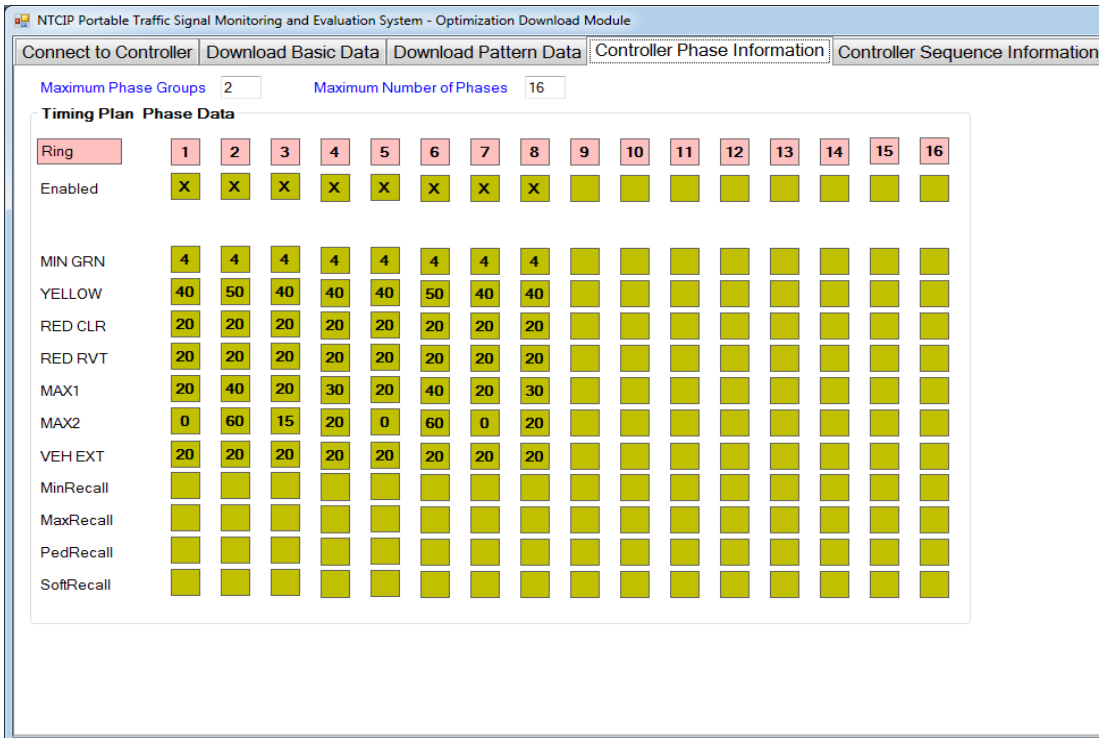 NTCIP Portable Traffic Signal Monitoring and Evaluation System - Optimization Download Module
Connect to Controller Download Basic Data Download Pattern Data Controller Phase Information Controller Sequence Information
Maximum Phase Groups 2 Maximum Number of Phases 16
Timing Plan Phase Data
Ring 1 2 3 4 5 6 7 8 9 10 11 12 13 14 15 16
Enabled X X X X X X X X
MIN GRN 4 4 4 4 4 4 4 4
YELLOW 40 50 40 40 40 50 40 40
RED CLR 20 20 20 20 20 20 20 20
RED RVT 20 20 20 20 20 20 20 20
MAX1 20 40 20 30 20 40 20 30
MAX2 0 60 15 20 0 60 0 20
VEH EXT 20 20 20 20 20 20 20 20
MinRecall
MaxRecall
PedRecall
SoftRecall